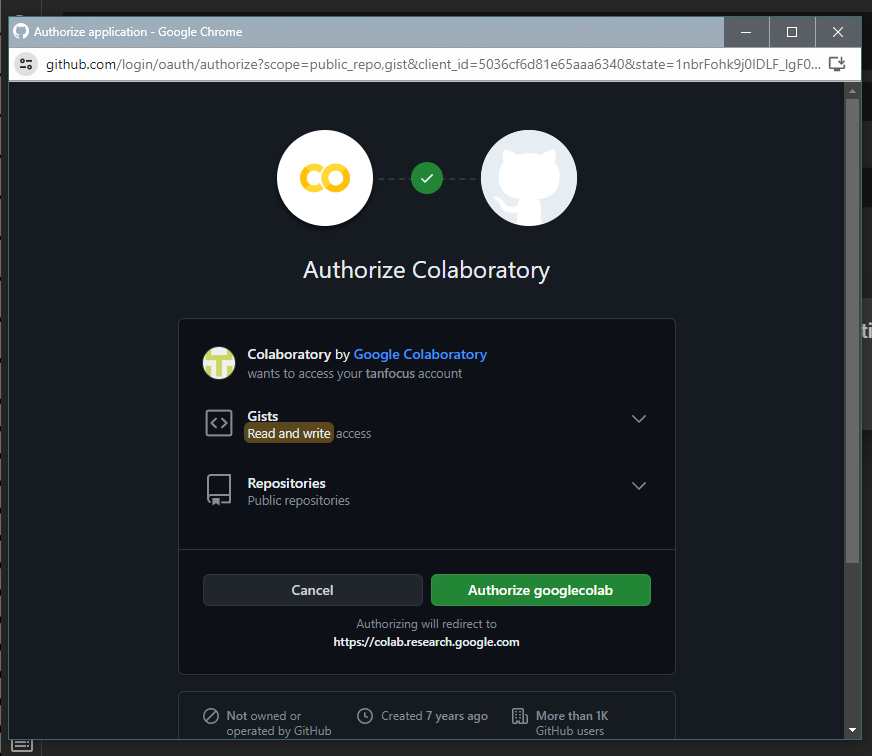 Authorize application - Google Chrome
github.com/login/oauth/authorize?scope=public_repo,gist&client_id=5036cf6d81e65aaa6340&state=1nbrFohk9j0IDLF_IgF0...
Authorize Colaboratory
Colaboratory by Google Colaboratory
wants to access your tanfocus account
Gists
Read and write access
Repositories
Public repositories
Cancel
Authorize googlecolab
Authorizing will redirect to
https://colab.research.google.com
Not owned or
operated by GitHub
Created 7 years ago
More than 1K
GitHub users
ti